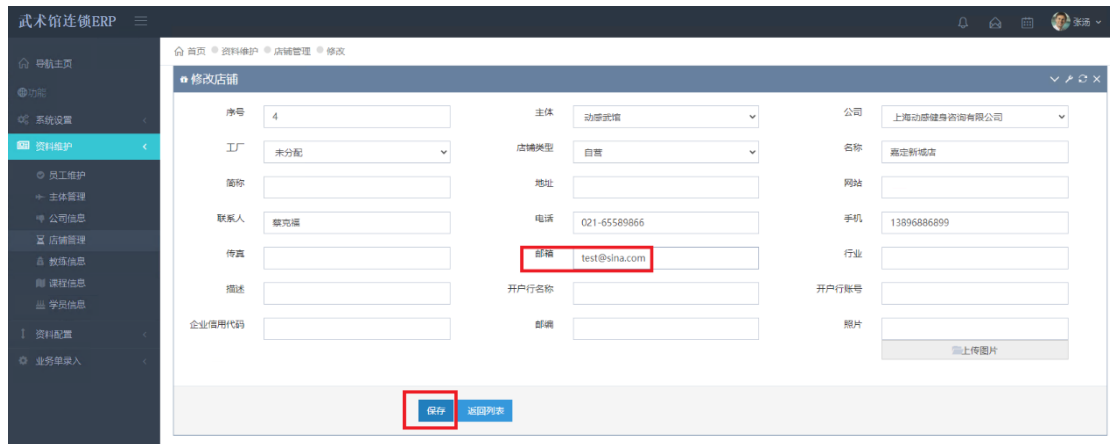 武术馆连锁ERP
张汤
导航主页
功能
系统设置
资料维护
员工维护
主体管理
公司信息
店铺管理
教练信息
课程信息
学员信息
资料配置
业务单录入
首页 资料维护 店铺管理 修改
修改店铺
序号 4 主体 动感武馆 公司 上海动感健身咨询有限公司
工厂 未分配 店铺类型 自营 名称 嘉定新城店
简称 地址 网站
联系人 蔡克福 电话 021-65589866 手机 13896886899
传真 邮箱 test@sina.com 行业
描述 开户行名称 开户行账号
企业信用代码 邮编 照片
上传图片
保存 返回列表